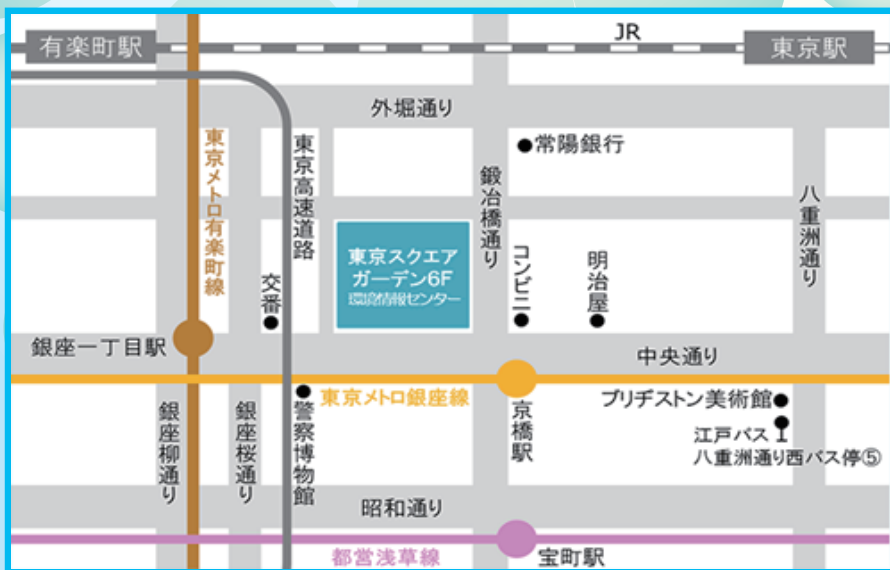 有楽町駅
JR
東京駅
外堀通り
東京メトロ有楽町線
東京高速道路
常陽銀行
鍛冶橋通り
八重洲通り
東京スクエア
ガーデン6F
環境情報センター
交番
コンビニ
明治屋
銀座一丁目駅
中央通り
東京メトロ銀座線
京橋駅
ブリヂストン美術館
江戸バス
八重洲通り西バス停⑤
銀座柳通り
銀座桜通り
警察博物館
昭和通り
都営浅草線
宝町駅